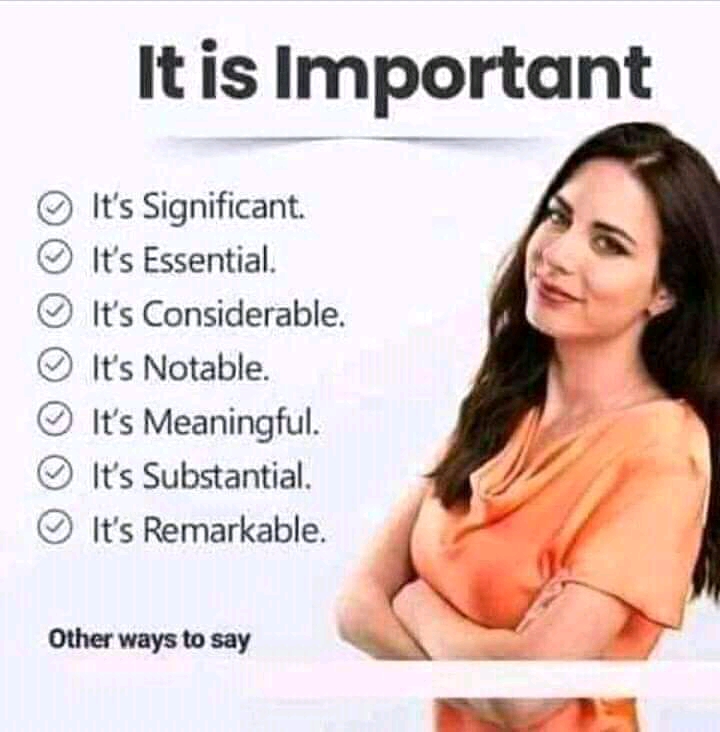 It is Important
It's Significant.
It's Essential.
It's Considerable.
It's Notable.
It's Meaningful.
It's Substantial.
It's Remarkable.
Other ways to say